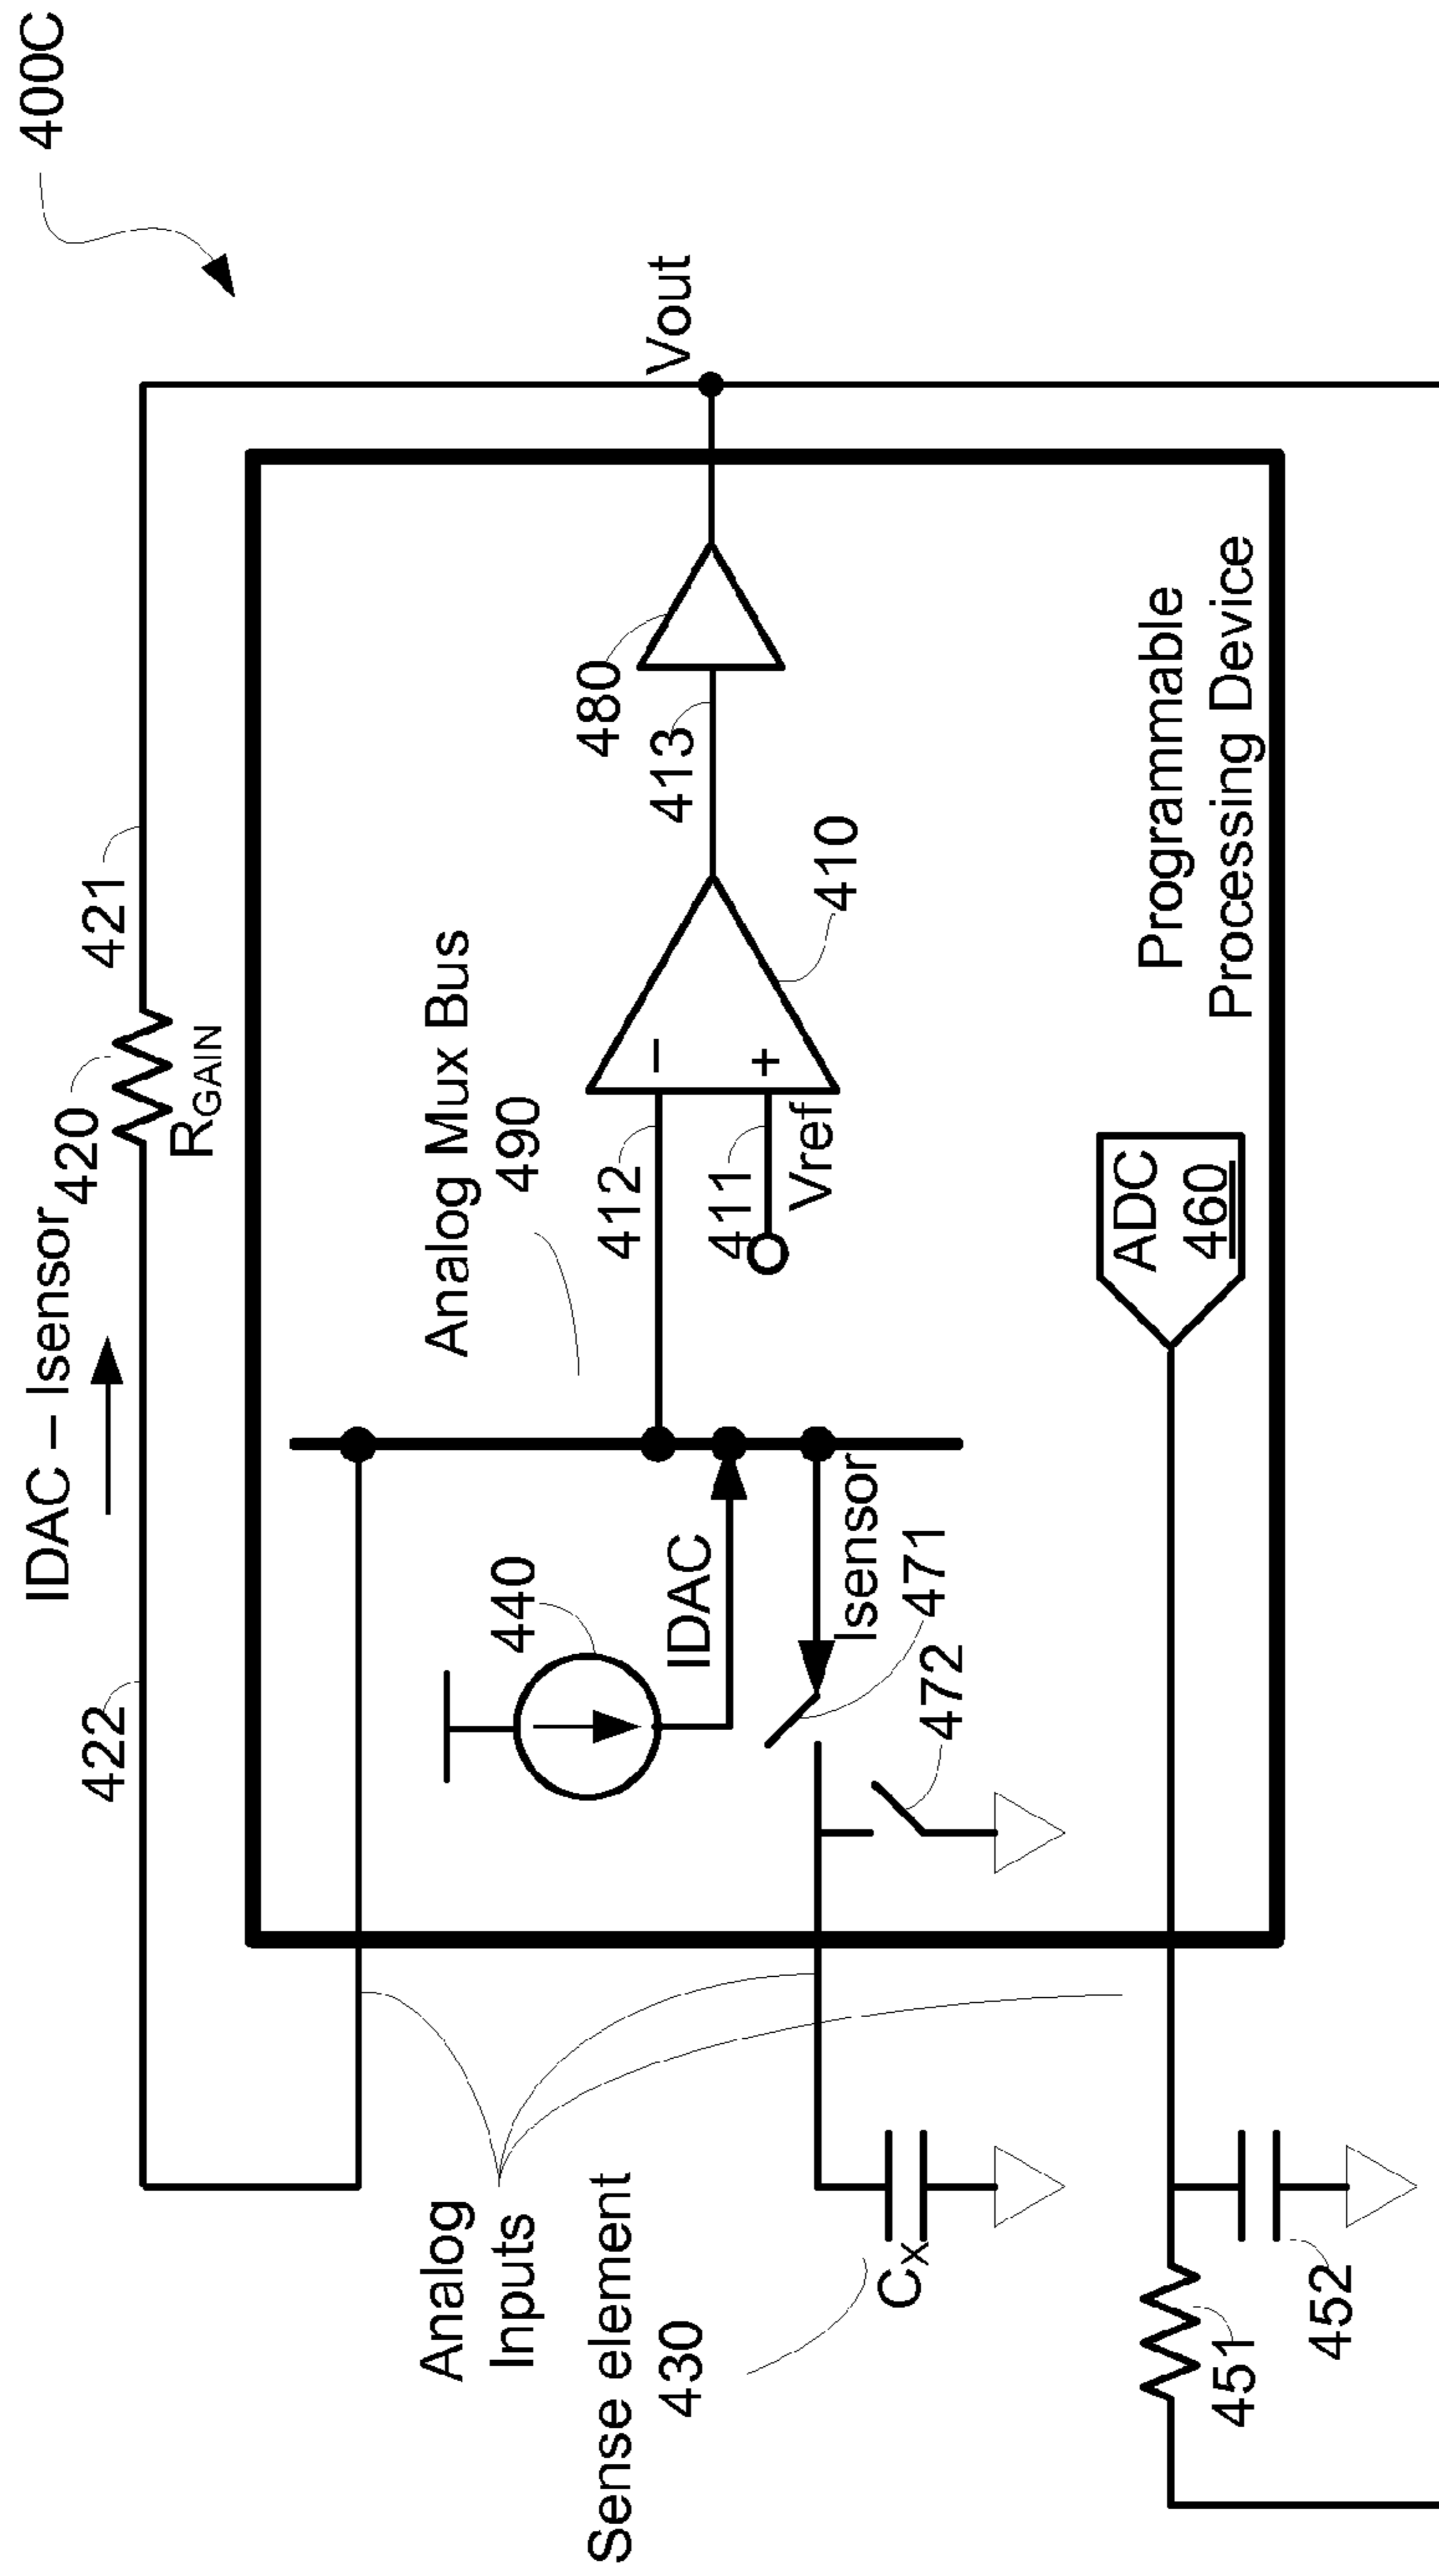 400C
IDAC – Isensor
422
420
421
RGAIN
Analog Mux Bus
490
Vout
440
480
412
413
IDAC
411
Vref
Isensor
410
471
472
Analog
Inputs
Sense element
430
CX
ADC
460
Programmable
Processing Device
451
452